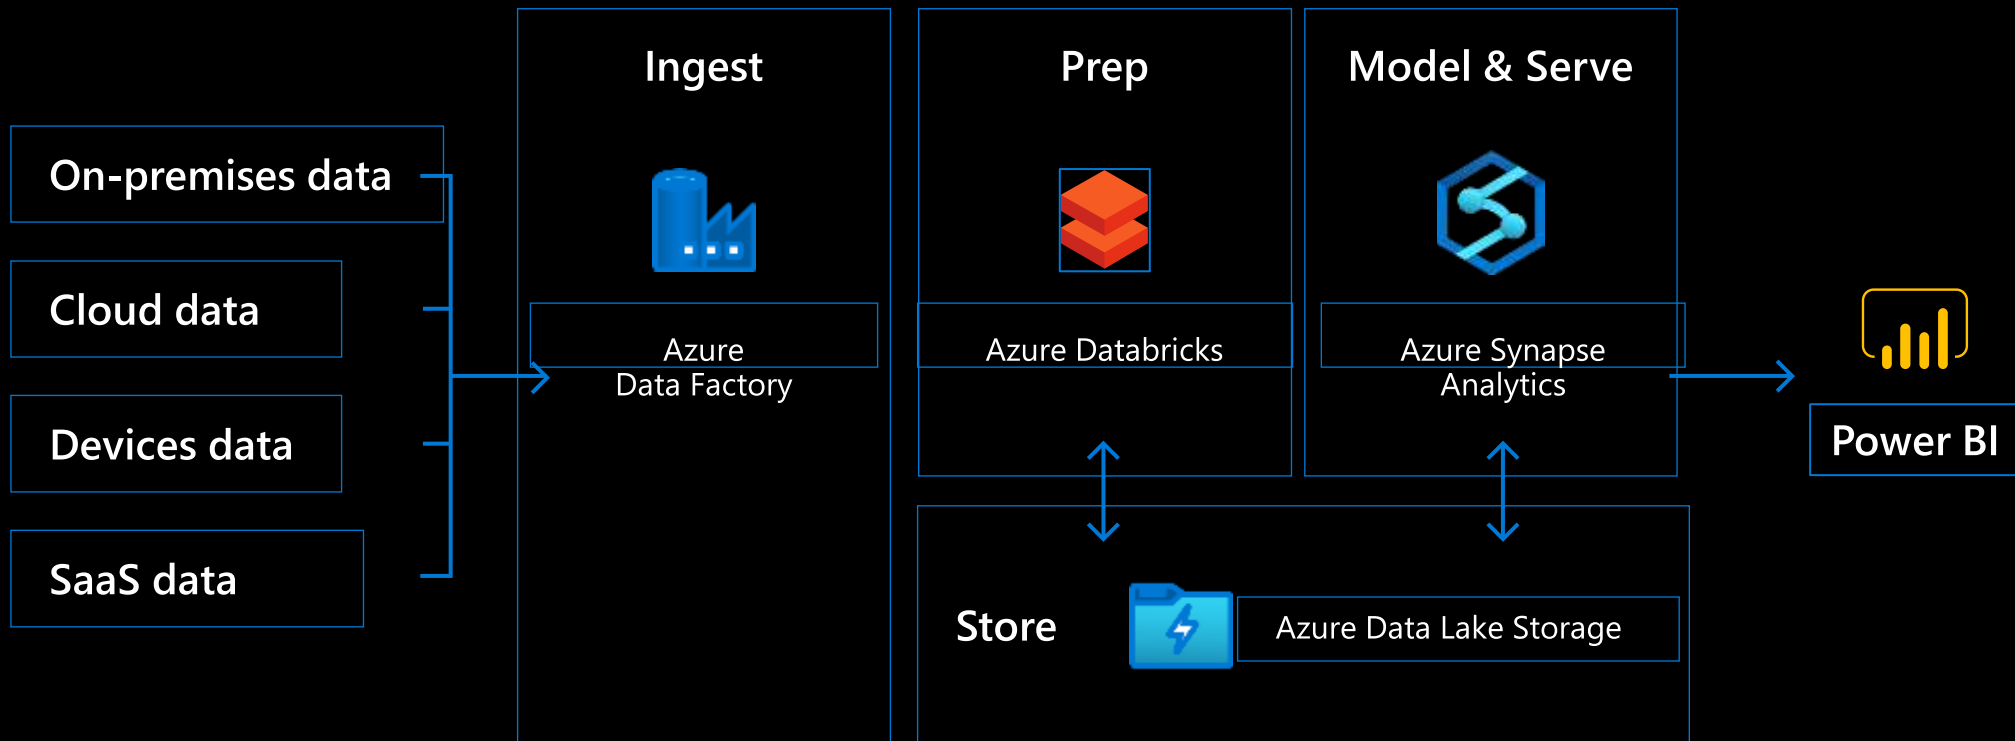 Ingest
Prep
Model & Serve
On-premises data
Cloud data
Devices data
SaaS data
Azure
Data Factory
Azure Databricks
Azure Synapse
Analytics
Power BI
Store
Azure Data Lake Storage